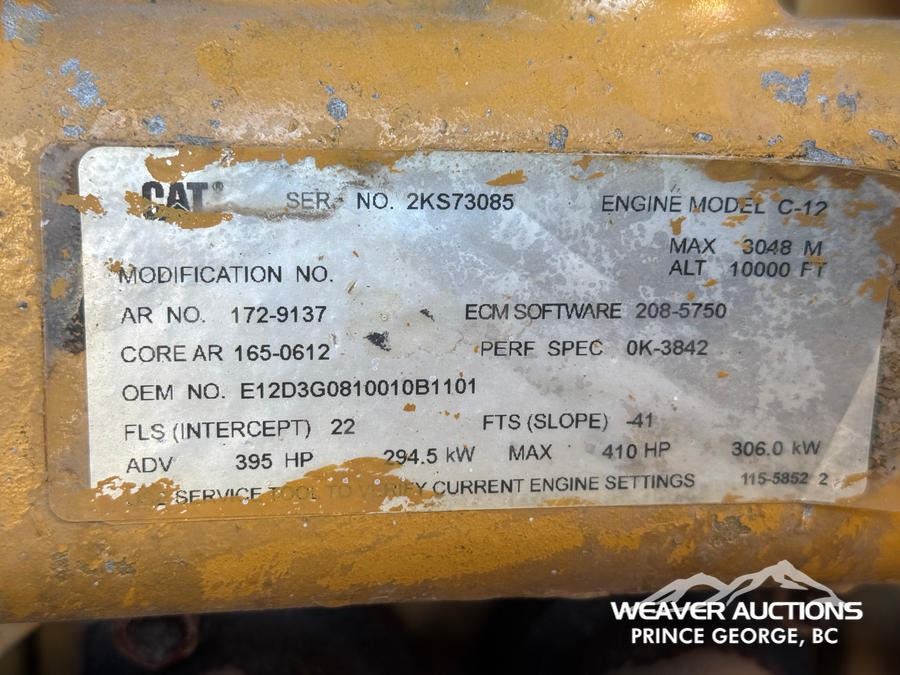 CAT® SER NO. 2KS73085 ENGINE MODEL C-12
MAX 3048 M
ALT 10000 FT
MODIFICATION NO.
AR NO. 172-9137 ECM SOFTWARE 208-5750
CORE AR 165-0612 PERF SPEC 0K-3842
OEM NO. E12D3G0810010B1101
FLS (INTERCEPT) 22 FTS (SLOPE) -41
ADV 395 HP 294.5 kW MAX 410 HP 306.0 kW
SERVICE TOOL TO VERIFY CURRENT ENGINE SETTINGS 115-5852 2
WEAVER AUCTIONS
PRINCE GEORGE, BC